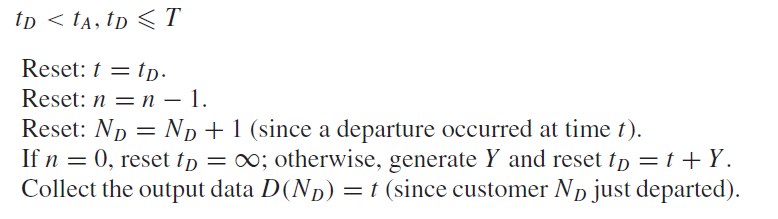 t_D < t_A, t_D ⩽ T
Reset: t = t_D.
Reset: n = n − 1.
Reset: N_D = N_D + 1 (since a departure occurred at time t).
If n = 0, reset t_D = ∞; otherwise, generate Y and reset t_D = t + Y.
Collect the output data D(N_D) = t (since customer N_D just departed).